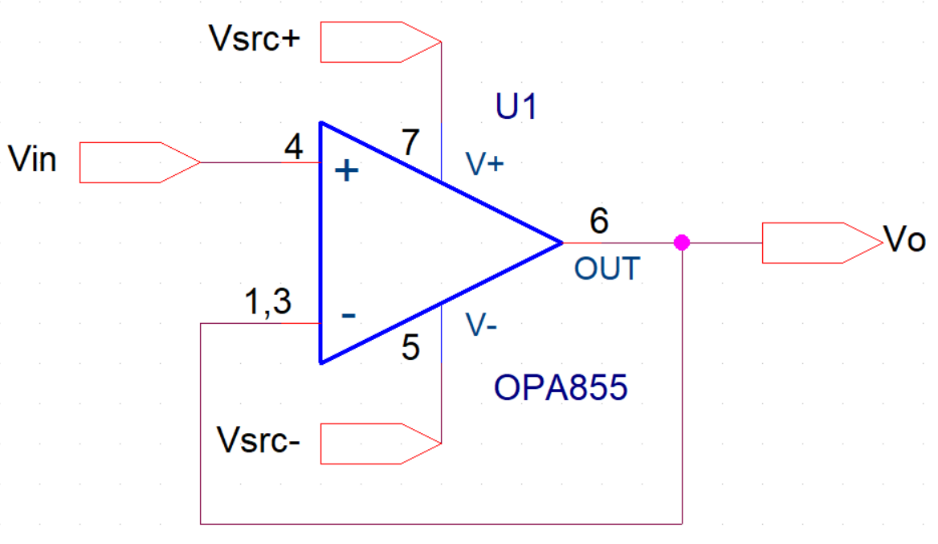 Vsrc+
U1
Vin
4
7
V+
+
6
Vo
OUT
1,3
-
V-
5
OPA855
Vsrc-